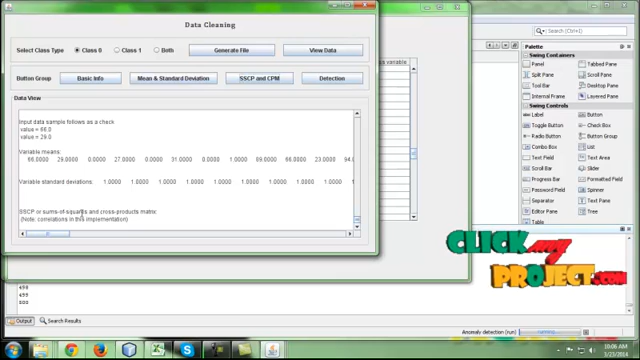 Data Cleaning
Select Class Type Class 0 Class 1 Both Generate File View Data
Button Group Basic Info Mean & Standard Deviation SSCP and CPM Detection
Data View
Input data sample follows as a check
value = 66.0
value = 29.0
Variable means:
66.0000 29.0000 0.0000 27.0000 0.0000 31.0000 0.0000 1.0000 89.0000 66.0000 23.0000 94.0
Variable standard deviations: 1.0000 1.0000 1.0000 1.0000 1.0000 1.0000 1.0000 1.0000 1
SSCP or sums-of-squares and cross-products matrix
(Note: correlations in this implementation)
s variable
Palette
Swing Containers
Panel Tabbed Pane
Split Pane Scroll Pane
Tool Bar Desktop Pane
Internal Frame Layered Pane
Swing Controls
Label Button
Toggle Button Check Box
Radio Button Button Group
Combo Box List
Text Field Text Area
Scroll Bar Slider
Progress Bar
Formatted Field
Password Field Spinner
Separator Text Pane
Editor Pane Tree
Table
CLICK my
PROJECT.com
498
499
500
Output Search Results
Anomaly detection (run) running...
10:06 AM
5/23/2014